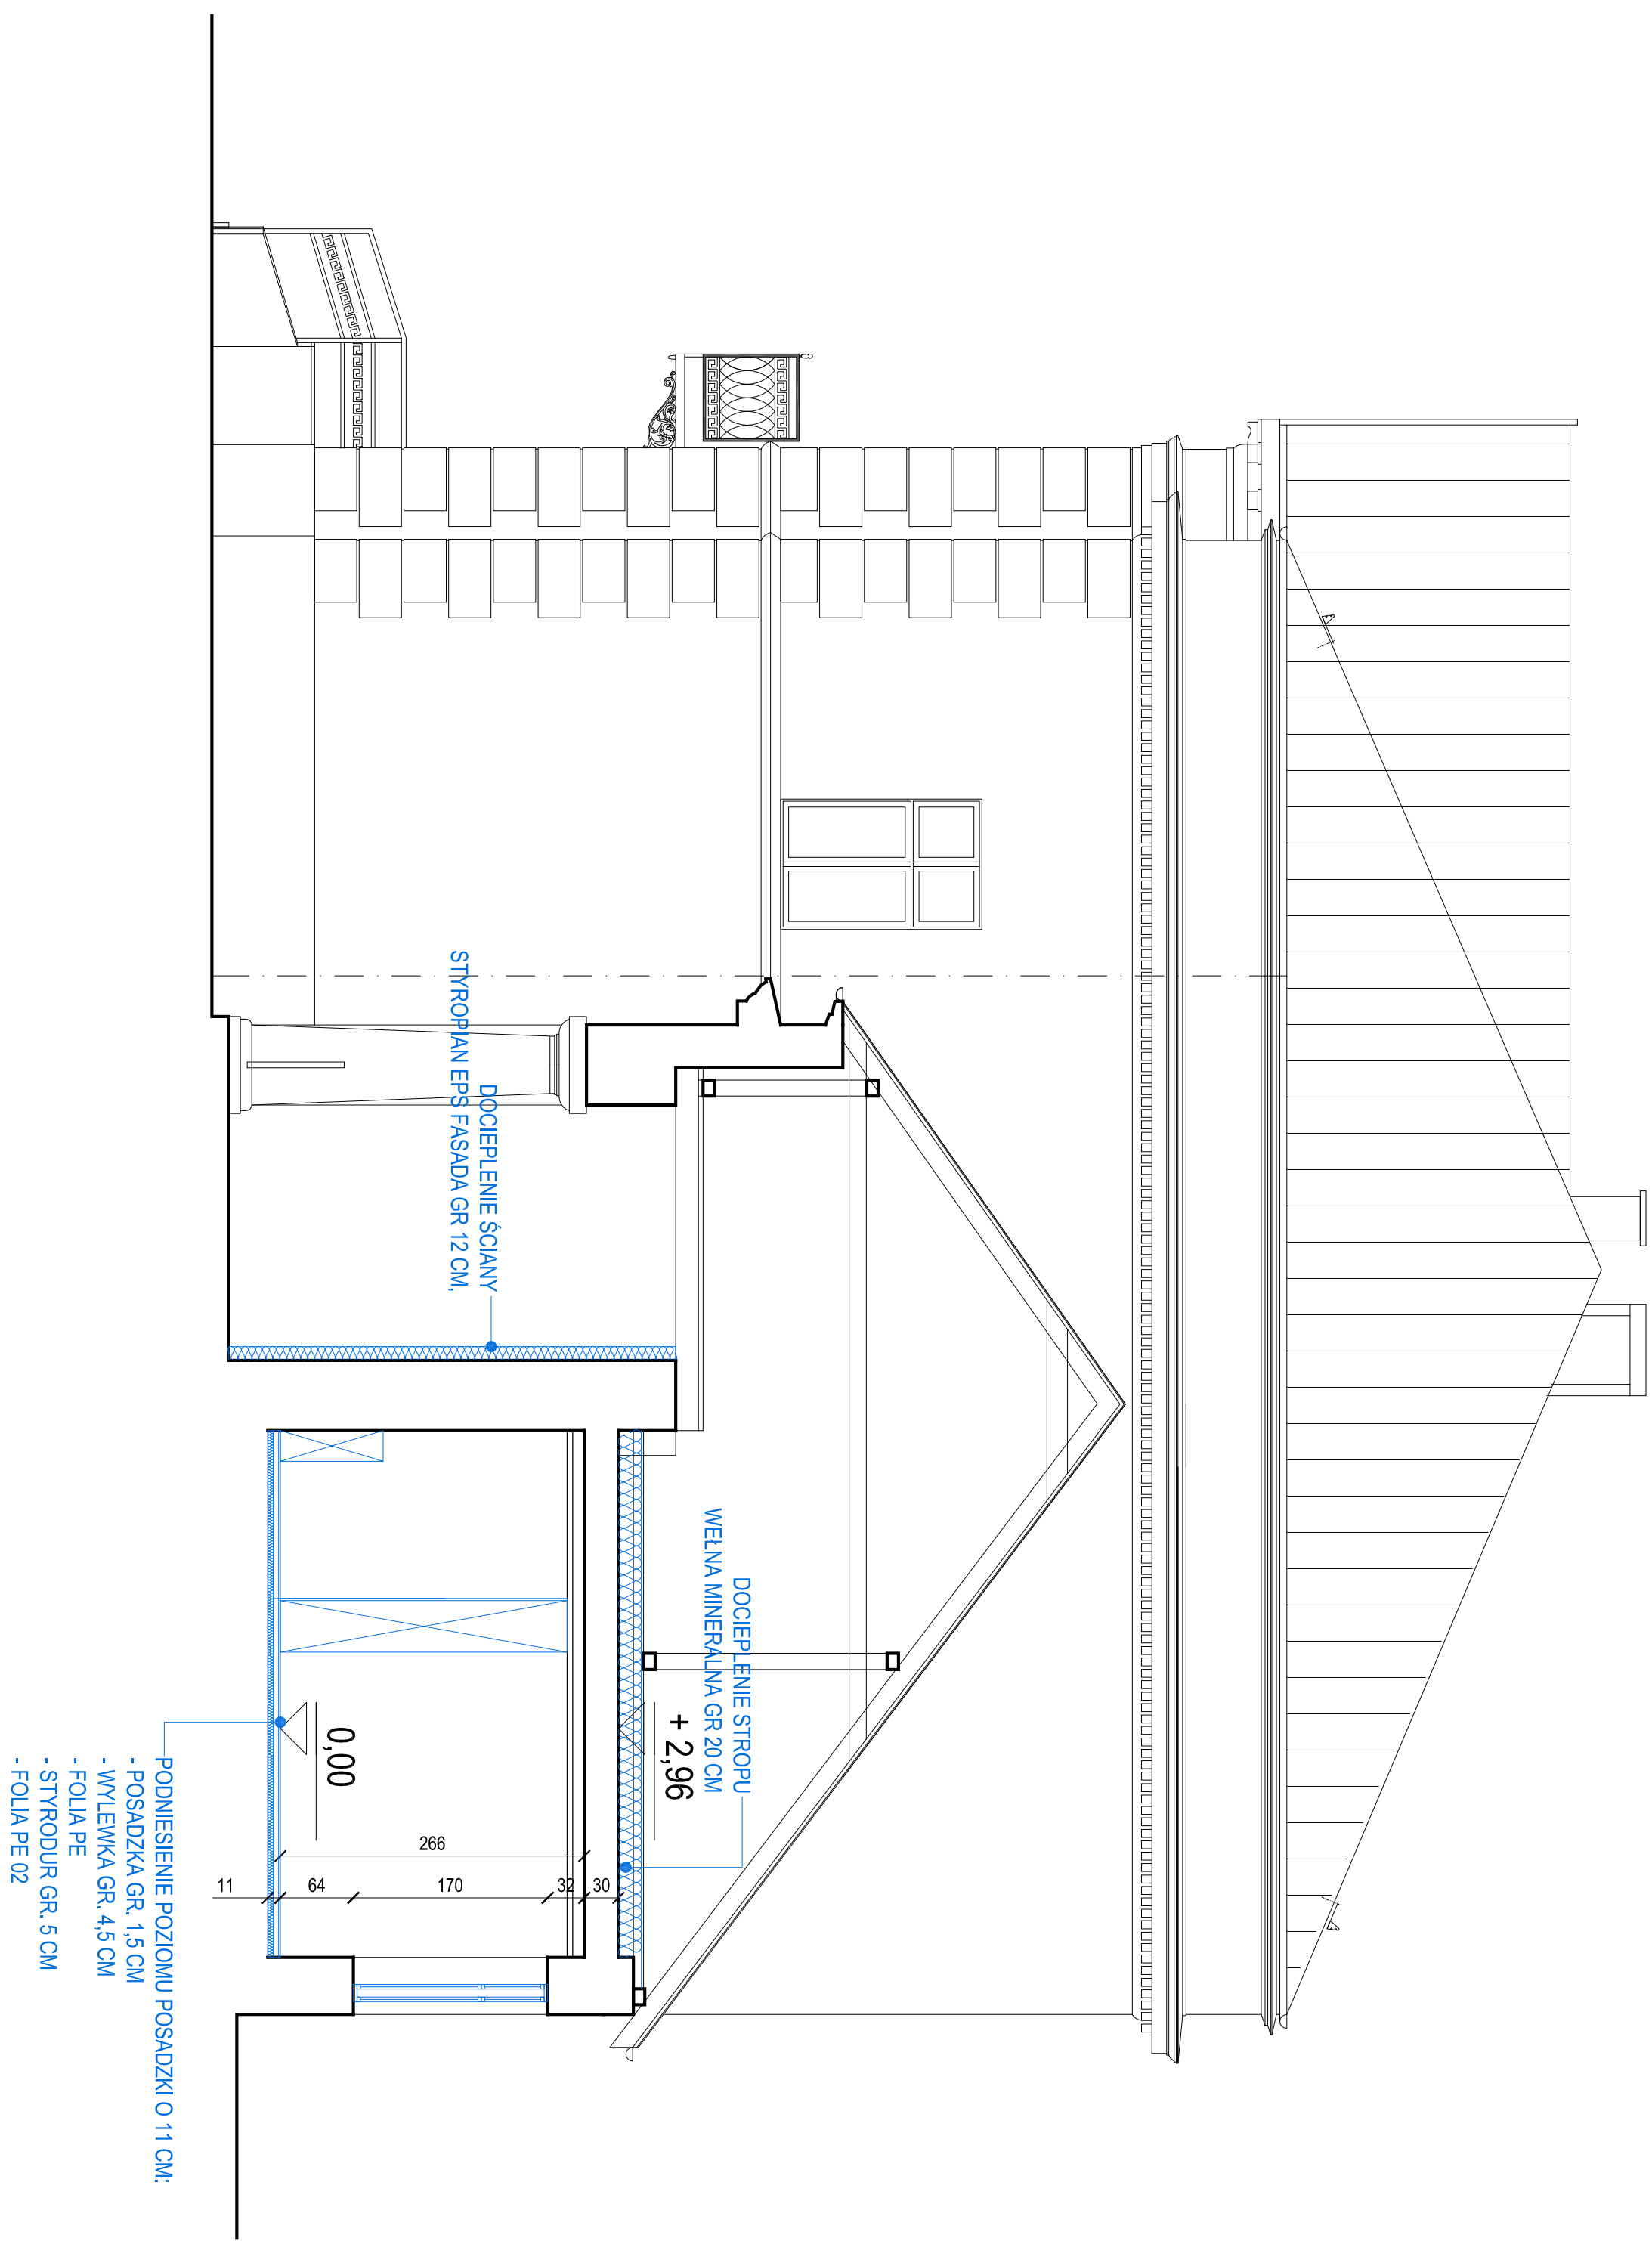 DOCIEPLENIE STROPU
WEŁNA MINERALNA GR 20 CM
DOCIEPLENIE ŚCIANY
STYROPIAN EPS FASADA GR 12 CM,
+ 2,96
0,00
30
32
170
64
11
266
PODNIESIENIE POZIOMU POSADZKI O 11 CM:
- POSADZKA GR. 1,5 CM
- WYLEWKA GR. 4,5 CM
- FOLIA PE
- STYRODUR GR. 5 CM
- FOLIA PE 02